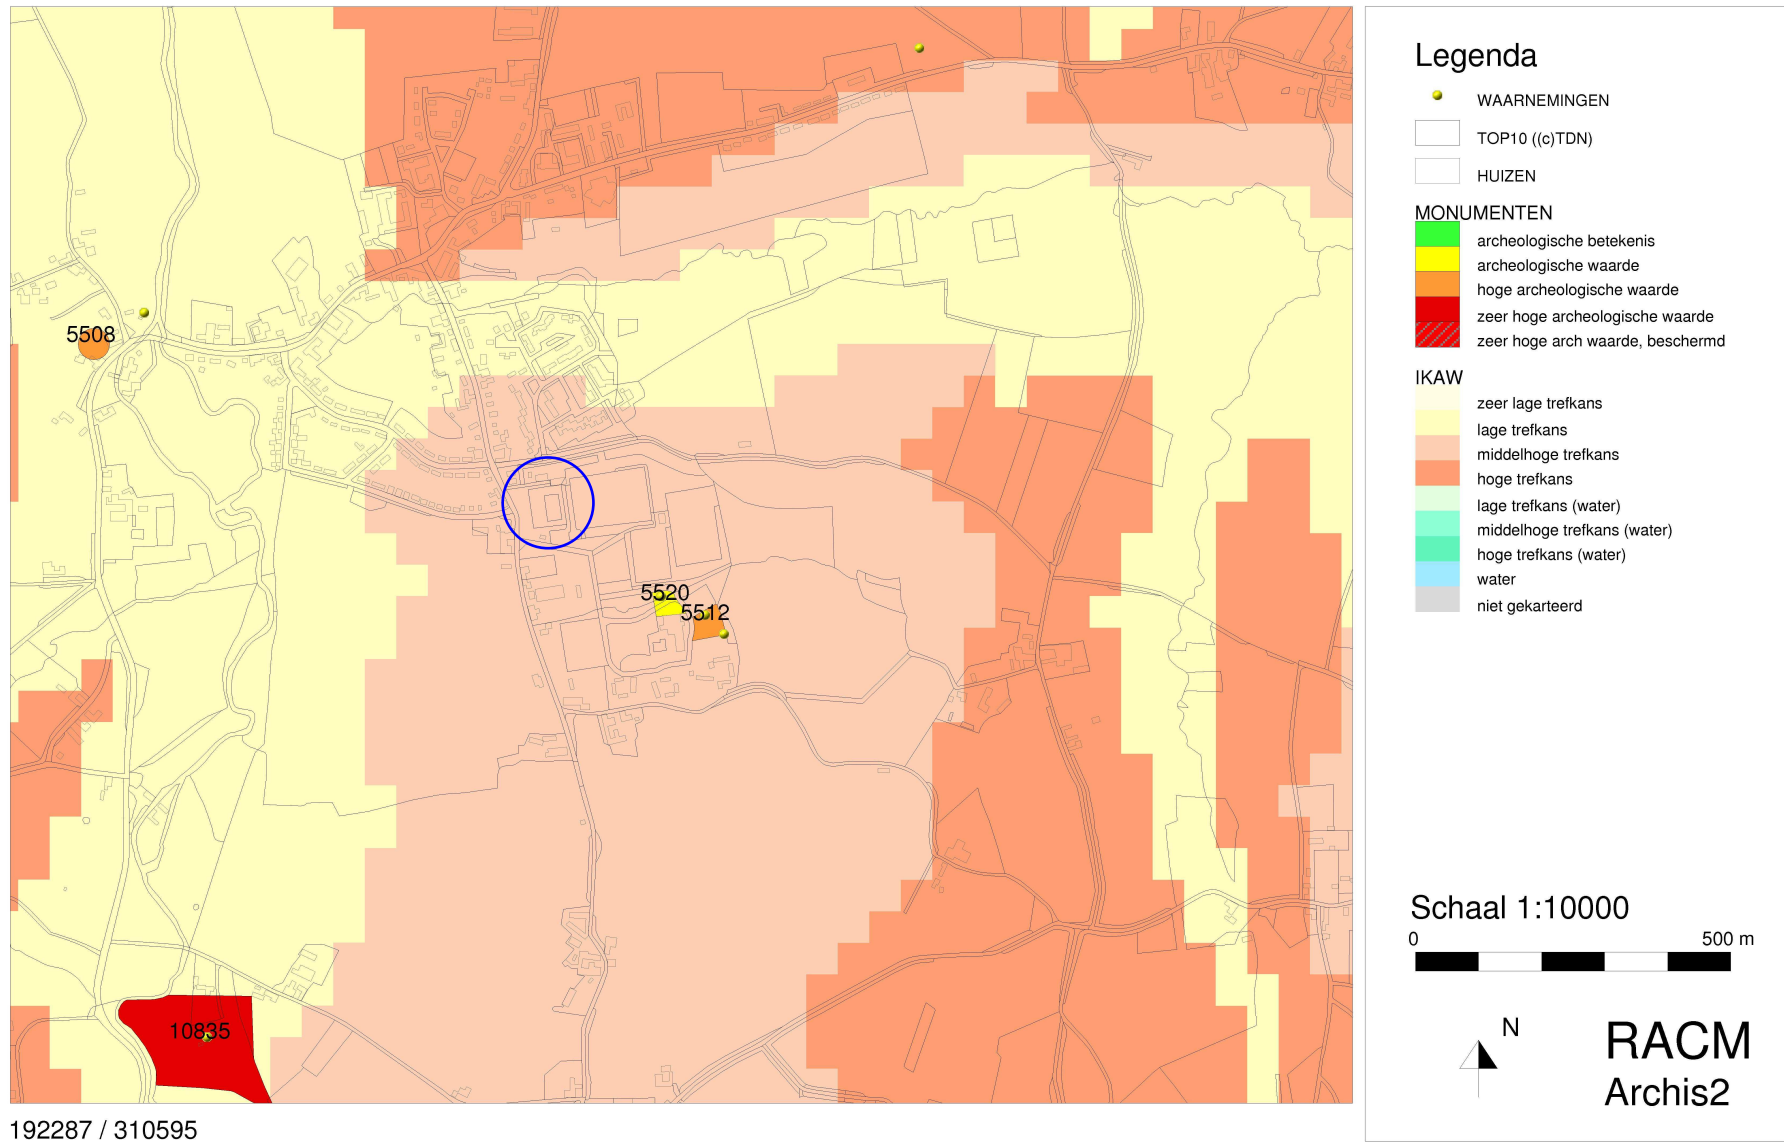 5508
5520
5512
10835
192287 / 310595
Legenda
WAARNEMINGEN
TOP10 ((c)TDN)
HUIZEN
MONUMENTEN
archeologische betekenis
archeologische waarde
hoge archeologische waarde
zeer hoge archeologische waarde
zeer hoge arch waarde, beschermd
IKAW
zeer lage trefkans
lage trefkans
middelhoge trefkans
hoge trefkans
lage trefkans (water)
middelhoge trefkans (water)
hoge trefkans (water)
water
niet gekarteerd
Schaal 1:10000
0 500 m
N
RACM
Archis2